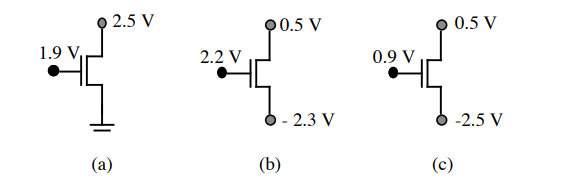 2.5 V
1.9 V
(a)
0.5 V
2.2 V
- 2.3 V
(b)
0.5 V
0.9 V
-2.5 V
(c)